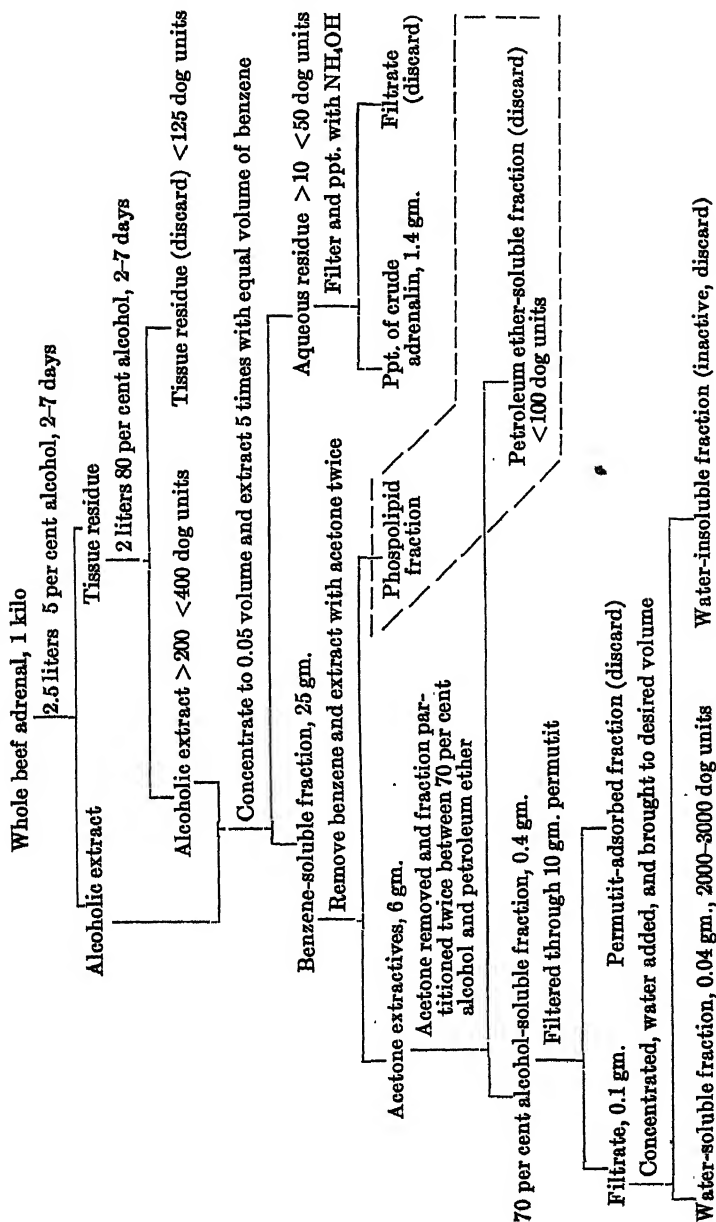 Whole beef adrenal, 1 kilo
2.5 liters 5 per cent alcohol, 2-7 days
Alcoholic extract
Tissue residue
2 liters 80 per cent alcohol, 2-7 days
Alcoholic extract >200 <400 dog units
Tissue residue (discard) <125 dog units
Concentrate to 0.05 volume and extract 5 times with equal volume of benzene
Benzene-soluble fraction, 25 gm.
Aqueous residue >10 <50 dog units
Remove benzene and extract with acetone twice
Filter and ppt. with NH₄OH
Acetone extractives, 6 gm.
Phospolipid
fraction
Ppt. of crude
adrenalin, 1.4 gm.
Filtrate
(discard)
Acetone removed and fraction par-
titioned twice between 70 per cent
alcohol and petroleum ether
70 per cent alcohol-soluble fraction, 0.4 gm.
Petroleum ether-soluble fraction (discard)
<100 dog units
Filtered through 10 gm. permutit
Filtrate, 0.1 gm.
Permutit-adsorbed fraction (discard)
Concentrated, water added, and brought to desired volume
Water-soluble fraction, 0.04 gm., 2000-3000 dog units
Water-insoluble fraction (inactive, discard)